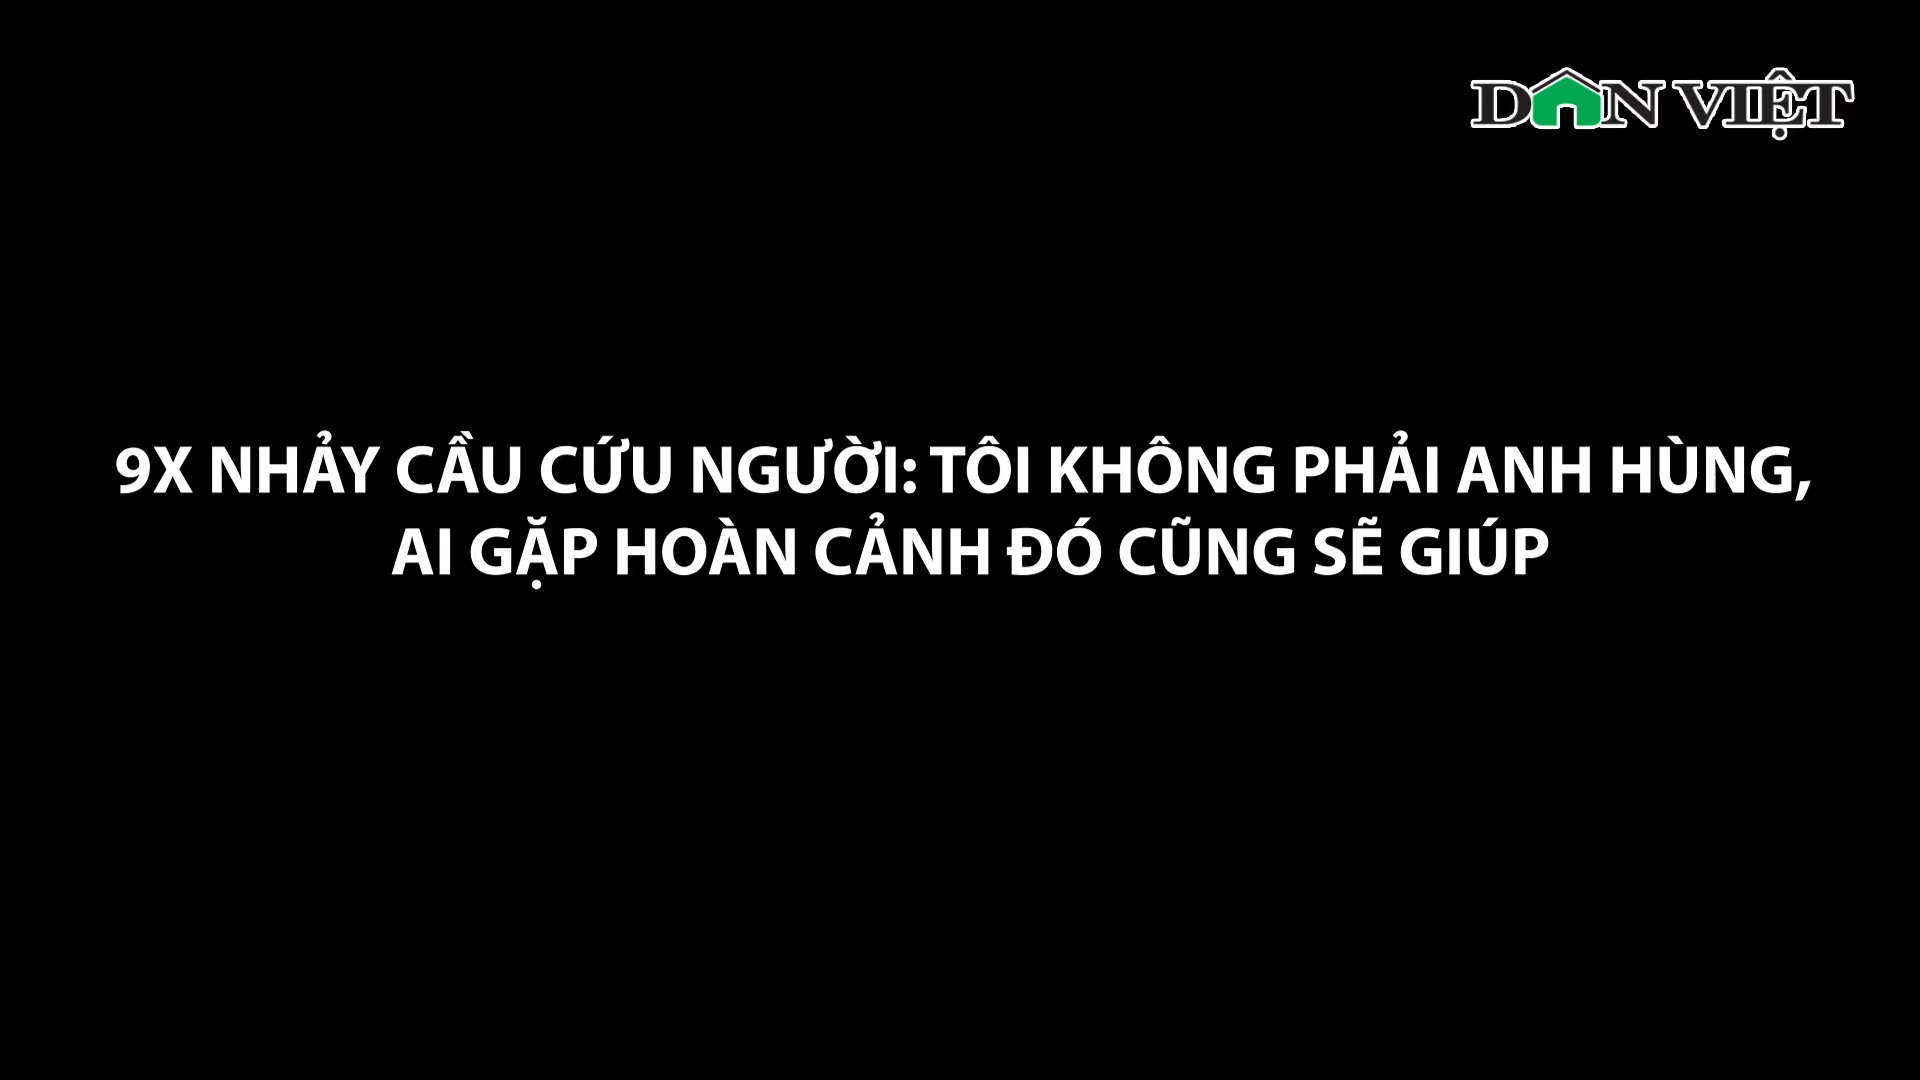 DÂN VIỆT
9X NHẢY CẦU CỨU NGƯỜI: TÔI KHÔNG PHẢI ANH HÙNG,
AI GẶP HOÀN CẢNH ĐÓ CŨNG SẼ GIÚP